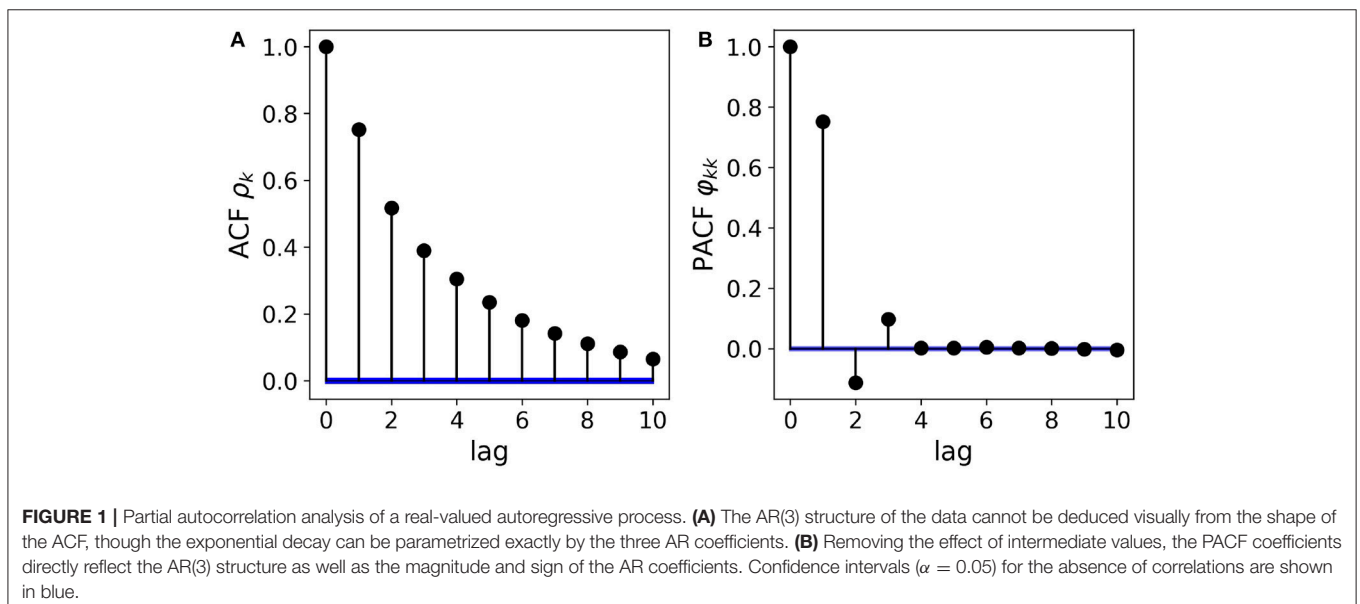 A
1.0
0.8
0.6
0.4
0.2
0.0
ACF ρk
0 2 4 6 8 10
lag
B
1.0
0.8
0.6
0.4
0.2
0.0
PACF φkk
0 2 4 6 8 10
lag
FIGURE 1 | Partial autocorrelation analysis of a real-valued autoregressive process. (A) The AR(3) structure of the data cannot be deduced visually from the shape of
the ACF, though the exponential decay can be parametrized exactly by the three AR coefficients. (B) Removing the effect of intermediate values, the PACF coefficients
directly reflect the AR(3) structure as well as the magnitude and sign of the AR coefficients. Confidence intervals (α = 0.05) for the absence of correlations are shown
in blue.